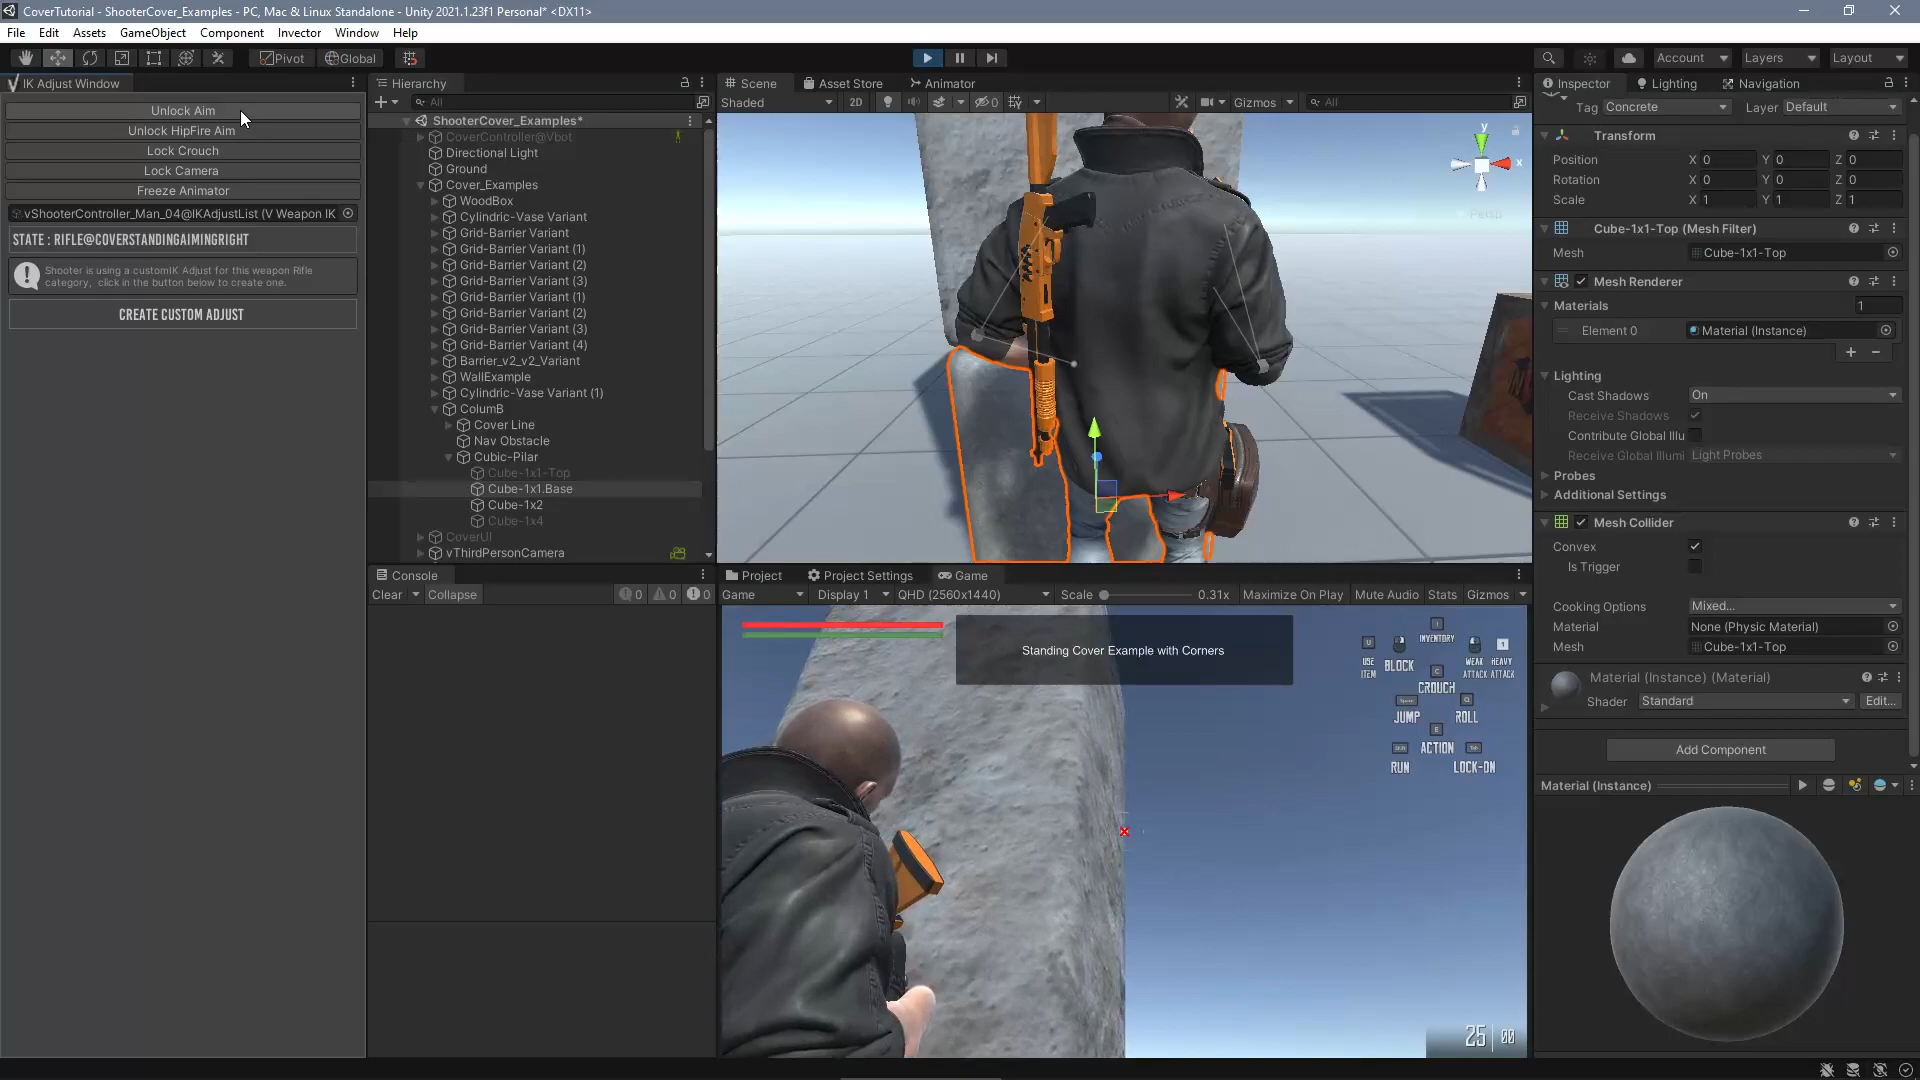 CoverTutorial - ShooterCover_Examples - PC, Mac & Linux Standalone - Unity 2021.1.23f1 Personal* <DX11>
File Edit Assets GameObject Component Invector Window Help
Pivot Global Account Layers Layout
IK Adjust Window
Unlock Aim
Unlock HipFire Aim
Lock Crouch
Lock Camera
Freeze Animator
vShooterController_Man_04@IKAdjustList (V Weapon IK
STATE : RIFLE@COVERSTANDINGAIMINGRIGHT
Shooter is using a customIK Adjust for this weapon Rifle
category, click in the button below to create one.
CREATE CUSTOM ADJUST
Hierarchy
All
ShooterCover_Examples*
CoverController@Vbot
Directional Light
Ground
Cover_Examples
WoodBox
Cylindric-Vase Variant
Grid-Barrier Variant
Grid-Barrier Variant (1)
Grid-Barrier Variant (2)
Grid-Barrier Variant (3)
Grid-Barrier Variant (1)
Grid-Barrier Variant (2)
Grid-Barrier Variant (3)
Grid-Barrier Variant (4)
Barrier_v2_v2_Variant
WallExample
Cylindric-Vase Variant (1)
ColumB
Cover Line
Nav Obstacle
Cubic-Pilar
Cube-1x1-Top
Cube-1x1.Base
Cube-1x2
Cube-1x4
CoverUI
vThirdPersonCamera
Console
Clear Collapse 0 0 0
Scene Asset Store Animator
Shaded 2D 0 Gizmos All
y
x
Persp
Project Project Settings Game
Game Display 1 QHD (2560x1440) Scale 0.31x Maximize On Play Mute Audio Stats Gizmos
Standing Cover Example with Corners
U
USE
ITEM
BLOCK
I
INVENTORY
WEAK
ATTACK
1
HEAVY
ATTACK
C
CROUCH
Space
JUMP
Q
ROLL
E
ACTION
Shift
RUN
Tab
LOCK-ON
25 00
Inspector Lighting Navigation
Tag Concrete Layer Default
Transform
Position X 0 Y 0 Z 0
Rotation X 0 Y 0 Z 0
Scale X 1 Y 1 Z 1
Cube-1x1-Top (Mesh Filter)
Mesh Cube-1x1-Top
Mesh Renderer
Materials 1
Element 0 Material (Instance)
Lighting
Cast Shadows On
Receive Shadows
Contribute Global Illu
Receive Global Illumi Light Probes
Probes
Additional Settings
Mesh Collider
Convex
Is Trigger
Cooking Options Mixed...
Material None (Physic Material)
Mesh Cube-1x1-Top
Material (Instance) (Material)
Shader Standard Edit...
Add Component
Material (Instance)